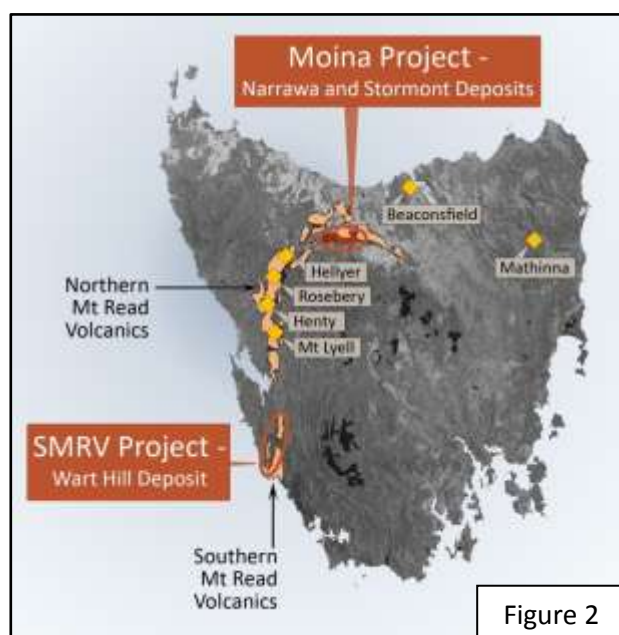 Moina Project -
Narrawa and Stormont Deposits
Beaconsfield
Mathinna
Hellyer
Rosebery
Henty
Mt Lyell
Northern
Mt Read
Volcanics
SMRV Project -
Wart Hill Deposit
Southern
Mt Read
Volcanics
Figure 2